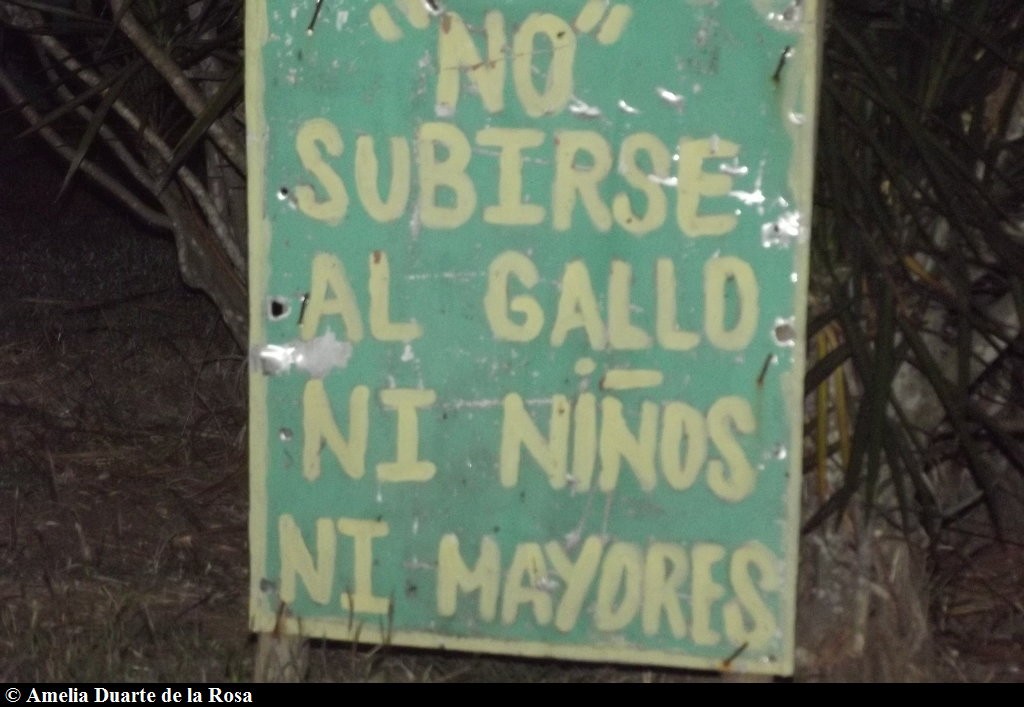 "NO"
SUBIRSE
AL GALLO
NI NIÑOS
NI MAYORES
© Amelia Duarte de la Rosa